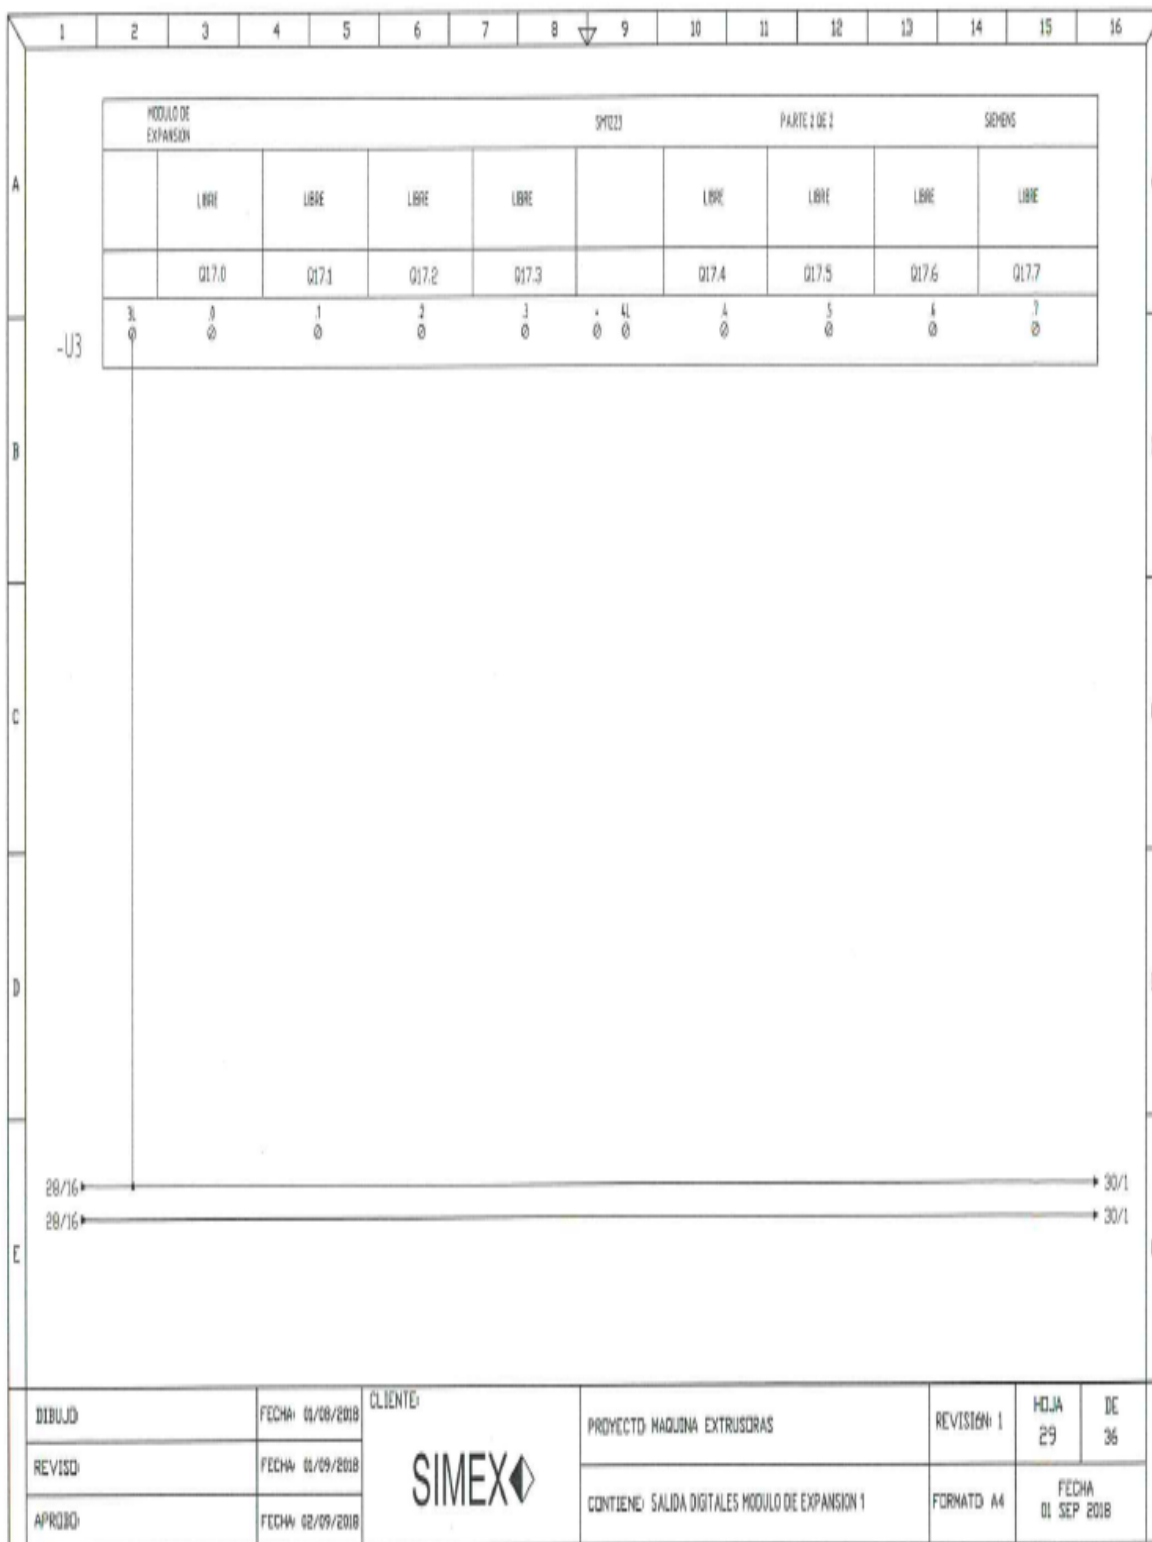 1 2 3 4 5 6 7 8 9 10 11 12 13 14 15 16
MODULO DE
EXPANSION
SM1223
PARTE 2 DE 2
SIEMENS
A
LIBRE LIBRE LIBRE LIBRE LIBRE LIBRE LIBRE LIBRE
Q17.0 Q17.1 Q17.2 Q17.3 Q17.4 Q17.5 Q17.6 Q17.7
3L .0 .1 .2 .3 4L .4 .5 .6 .7
-U3
B
C
D
28/16 30/1
28/16 30/1
E
DIBUJO: FECHA: 01/08/2018
REVISO: FECHA: 01/09/2018
APROBO: FECHA: 02/09/2018
CLIENTE:
SIMEX
PROYECTO: MAQUINA EXTRUSORAS
CONTIENE: SALIDA DIGITALES MODULO DE EXPANSION 1
REVISIÓN: 1
FORMATO A4
HOJA
29
DE
36
FECHA
01 SEP 2018